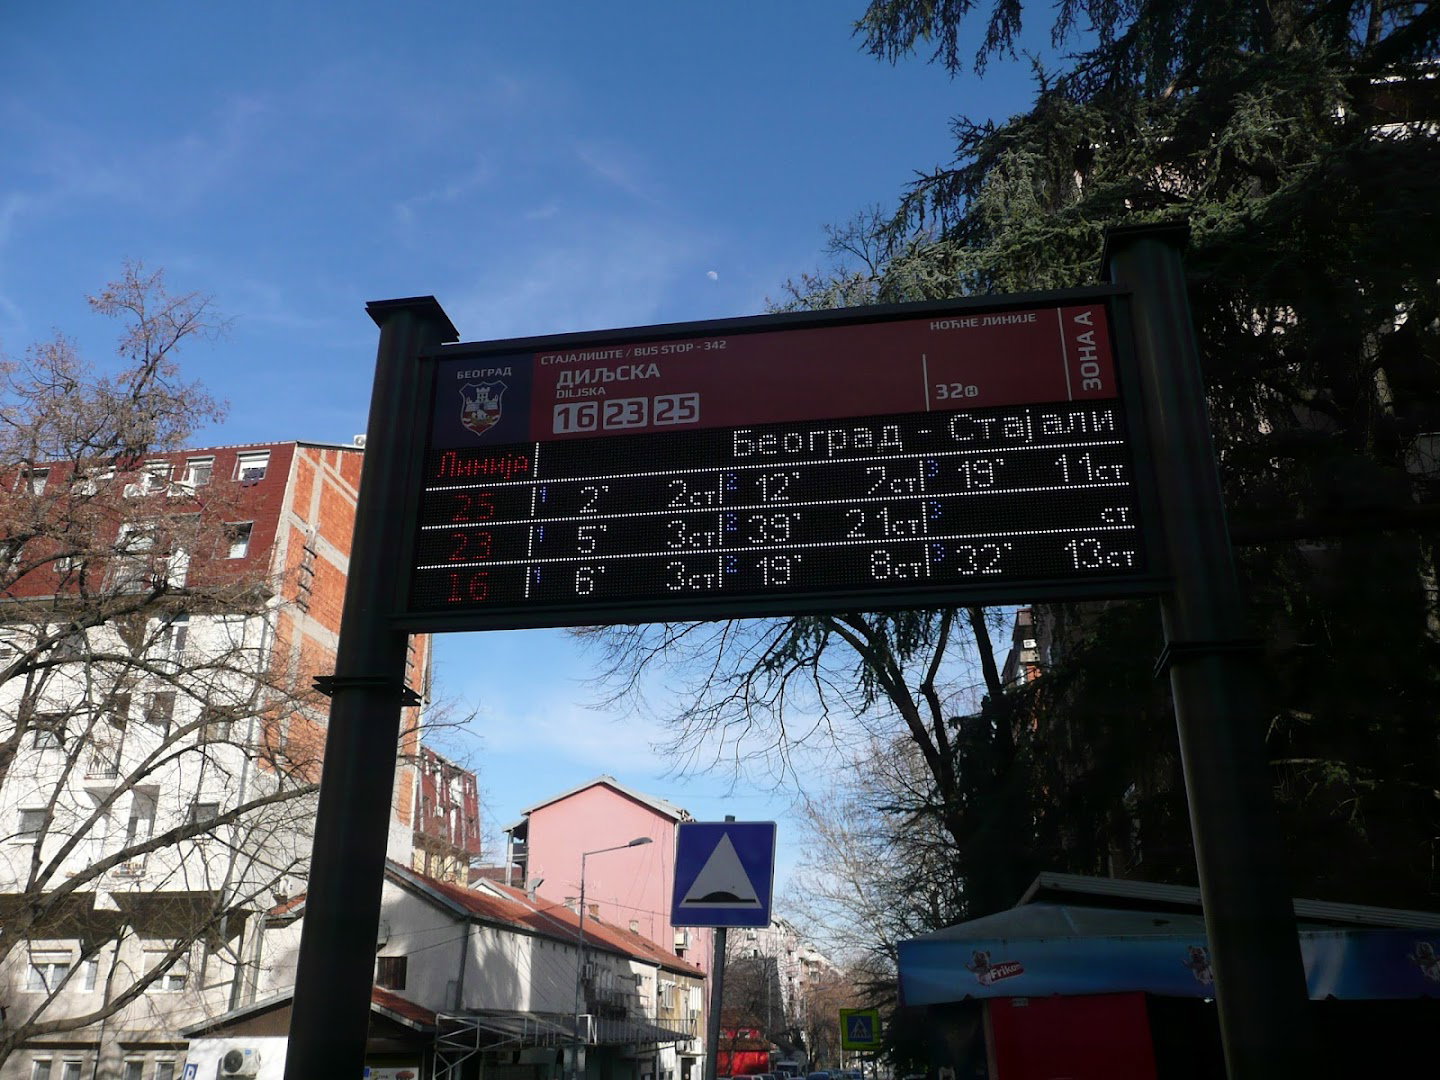 БЕОГРАД
СТАЈАЛИШТЕ / BUS STOP - 342
ДИЉСКА
DILJSKA
16 23 25
НОЋНЕ ЛИНИЈЕ
32Н
ЗОНА А
Линија Београд - Стајали
25 1 2" 2ст 2 12" 7ст 3 19" 11ст
23 1 5" 3ст 2 39" 21ст 3 ст
16 1 6" 3ст 2 19" 8ст 3 32" 13ст
Frikom